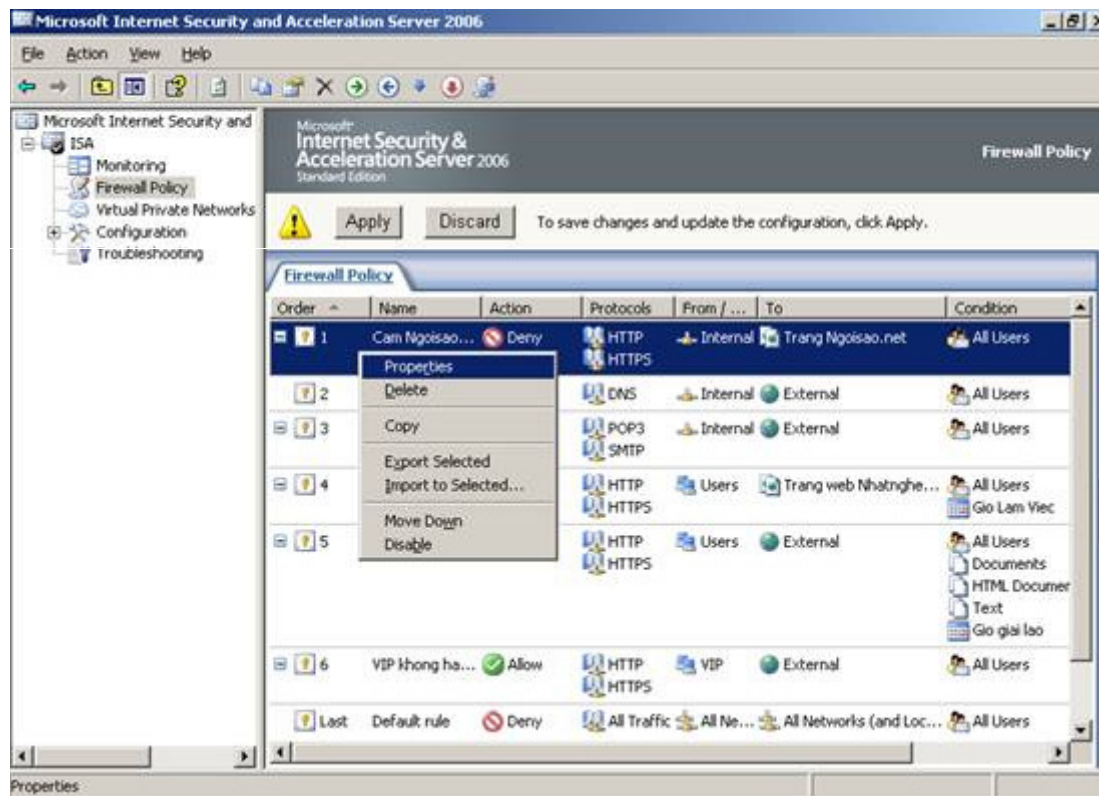 Microsoft Internet Security and Acceleration Server 2006
File Action View Help
Microsoft Internet Security and
ISA
Monitoring
Firewall Policy
Virtual Private Networks
Configuration
Troubleshooting
Microsoft
Internet Security &
Acceleration Server 2006
Standard Edition
Firewall Policy
Apply Discard To save changes and update the configuration, click Apply.
Firewall Policy
Order Name Action Protocols From / ... To Condition
1 Cam Ngoisao... Deny HTTP Internal Trang Ngoisao.net All Users
HTTPS
Properties
Delete
Copy
Export Selected
Import to Selected...
Move Down
Disable
2 DNS Internal External All Users
3 POP3 Internal External All Users
SMTP
4 HTTP Users Trang web Nhatnghe... All Users
HTTPS Gio Lam Viec
5 HTTP Users External All Users
HTTPS Documents
HTML Documer
Text
Gio giai lao
6 VIP khong ha... Allow HTTP VIP External All Users
HTTPS
Last Default rule Deny All Traffic All Ne... All Networks (and Loc... All Users
Properties